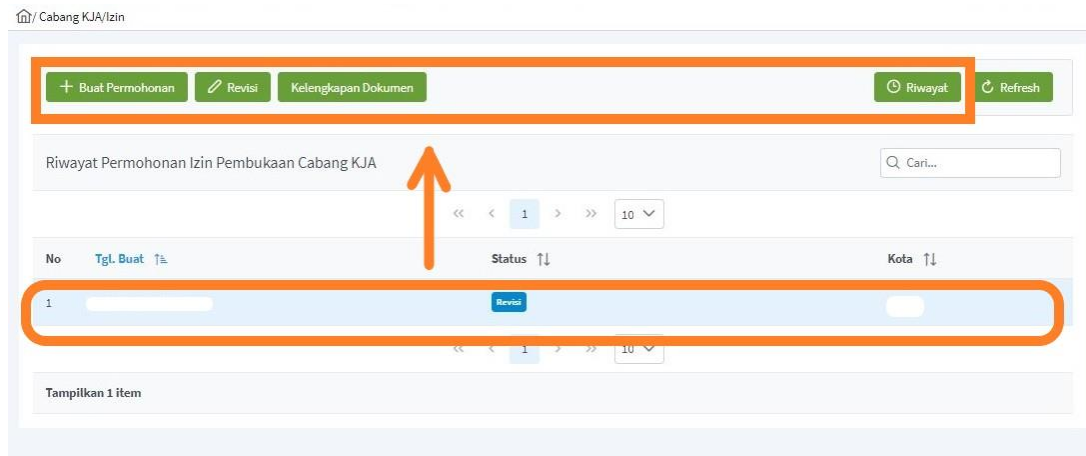 / Cabang KJA/Izin
Buat Permohonan Revisi Kelengkapan Dokumen Riwayat Refresh
Riwayat Permohonan Izin Pembukaan Cabang KJA Cari...
<< < 1 > >> 10
No Tgl. Buat Status Kota
1 Revisi
<< < 1 > >> 10
Tampilkan 1 item